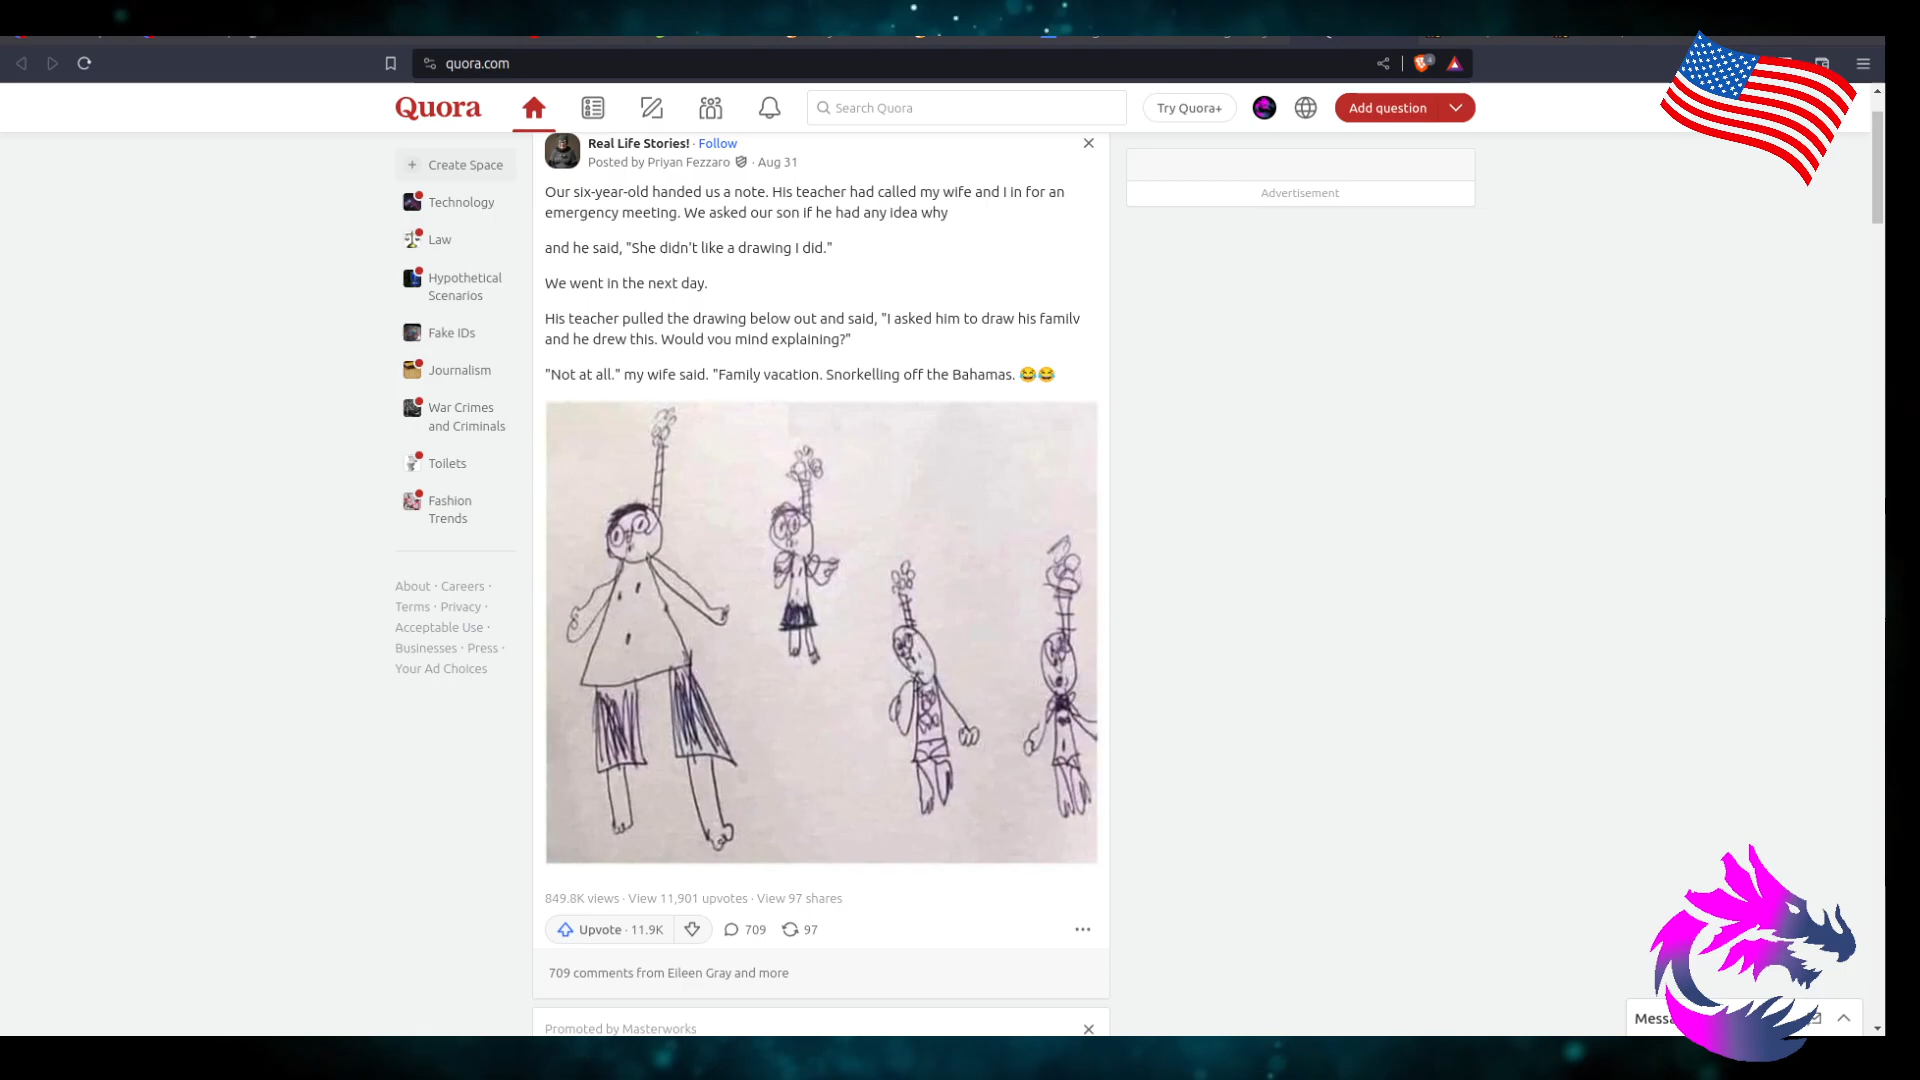 quora.com
Quora
Search Quora
Try Quora+
Add question
Create Space
Technology
Law
Hypothetical
Scenarios
Fake IDs
Journalism
War Crimes
and Criminals
Toilets
Fashion
Trends
About · Careers ·
Terms · Privacy ·
Acceptable Use ·
Businesses · Press ·
Your Ad Choices
Real Life Stories! · Follow
Posted by Priyan Fezzaro · Aug 31
Our six-year-old handed us a note. His teacher had called my wife and I in for an
emergency meeting. We asked our son if he had any idea why
and he said, "She didn't like a drawing I did."
We went in the next day.
His teacher pulled the drawing below out and said, "I asked him to draw his familv
and he drew this. Would vou mind explaining?"
"Not at all." my wife said. "Family vacation. Snorkelling off the Bahamas. 😂😂
849.8K views · View 11,901 upvotes · View 97 shares
Upvote · 11.9K
709
97
709 comments from Eileen Gray and more
Promoted by Masterworks
Advertisement